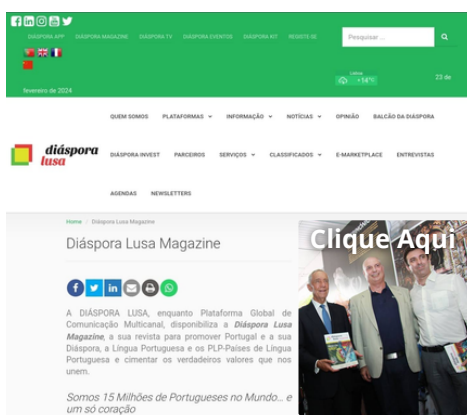 DIÁSPORA APP DIÁSPORA MAGAZINE DIÁSPORA TV DIÁSPORA EVENTOS DIÁSPORA KIT REGISTE-SE
Pesquisar ...
Lisboa
+14°C
23 de
fevereiro de 2024
QUEM SOMOS PLATAFORMAS INFORMAÇÃO NOTÍCIAS OPINIÃO BALCÃO DA DIÁSPORA
diáspora
lusa
DIÁSPORA INVEST PARCEIROS SERVIÇOS CLASSIFICADOS E-MARKETPLACE ENTREVISTAS
AGENDAS NEWSLETTERS
Home / Diáspora Lusa Magazine
Diáspora Lusa Magazine
Clique Aqui
A DIÁSPORA LUSA, enquanto Plataforma Global de
Comunicação Multicanal, disponibiliza a Diáspora Lusa
Magazine, a sua revista para promover Portugal e a sua
Diáspora, a Língua Portuguesa e os PLP-Países de Língua
Portuguesa e cimentar os verdadeiros valores que nos
unem.
Somos 15 Milhões de Portugueses no Mundo... e
um só coração